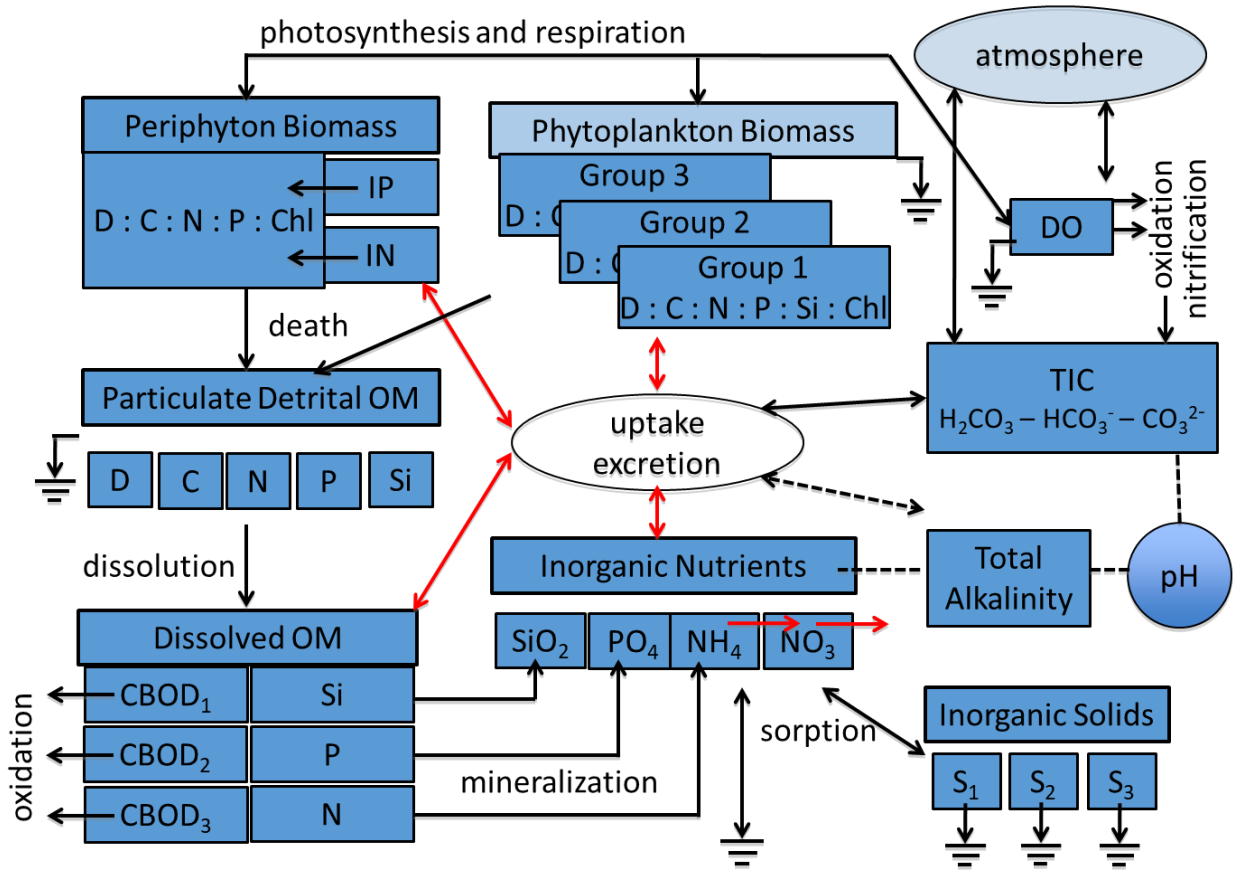 photosynthesis and respiration
atmosphere
Periphyton Biomass
IP
D : C : N : P : Chl
IN
Phytoplankton Biomass
Group 3
D : C
Group 2
D : C
Group 1
D : C : N : P : Si : Chl
DO
oxidation
nitrification
death
Particulate Detrital OM
D C N P Si
uptake
excretion
TIC
H₂CO₃ – HCO₃⁻ – CO₃²⁻
dissolution
Inorganic Nutrients
SiO₂ PO₄ NH₄ NO₃
Total
Alkalinity
pH
Dissolved OM
CBOD₁ Si
CBOD₂ P
CBOD₃ N
oxidation
mineralization
sorption
Inorganic Solids
S₁ S₂ S₃